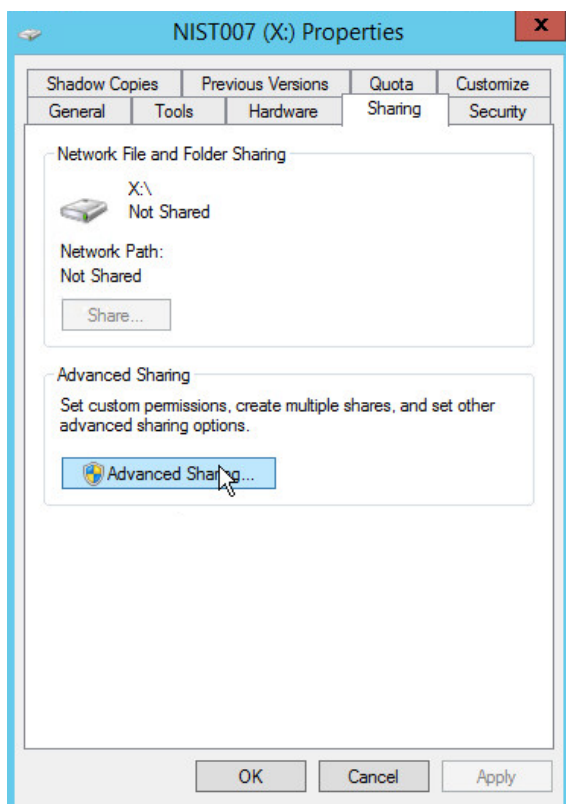 NIST007 (X:) Properties
x
Shadow Copies
Previous Versions
Quota
Customize
General
Tools
Hardware
Sharing
Security
Network File and Folder Sharing
X:\
Not Shared
Network Path:
Not Shared
Share...
Advanced Sharing
Set custom permissions, create multiple shares, and set other
advanced sharing options.
Advanced Sharing...
OK
Cancel
Apply